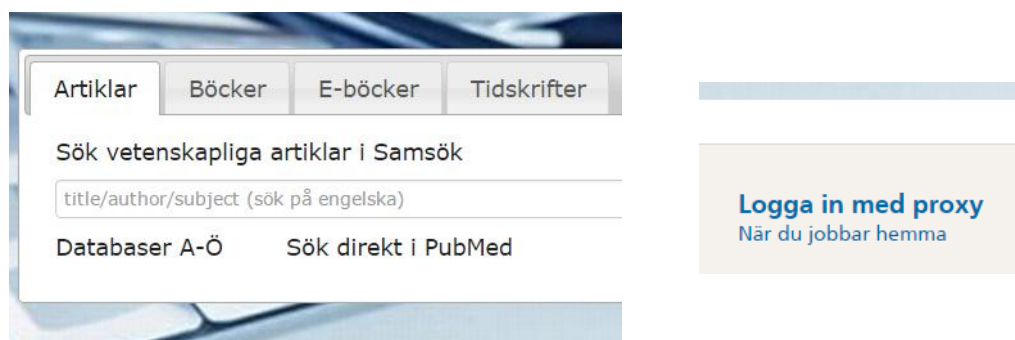 Artiklar Böcker E-böcker Tidskrifter
Sök vetenskapliga artiklar i Samsök
title/author/subject (sök på engelska)
Databaser A-Ö Sök direkt i PubMed
Logga in med proxy
När du jobbar hemma